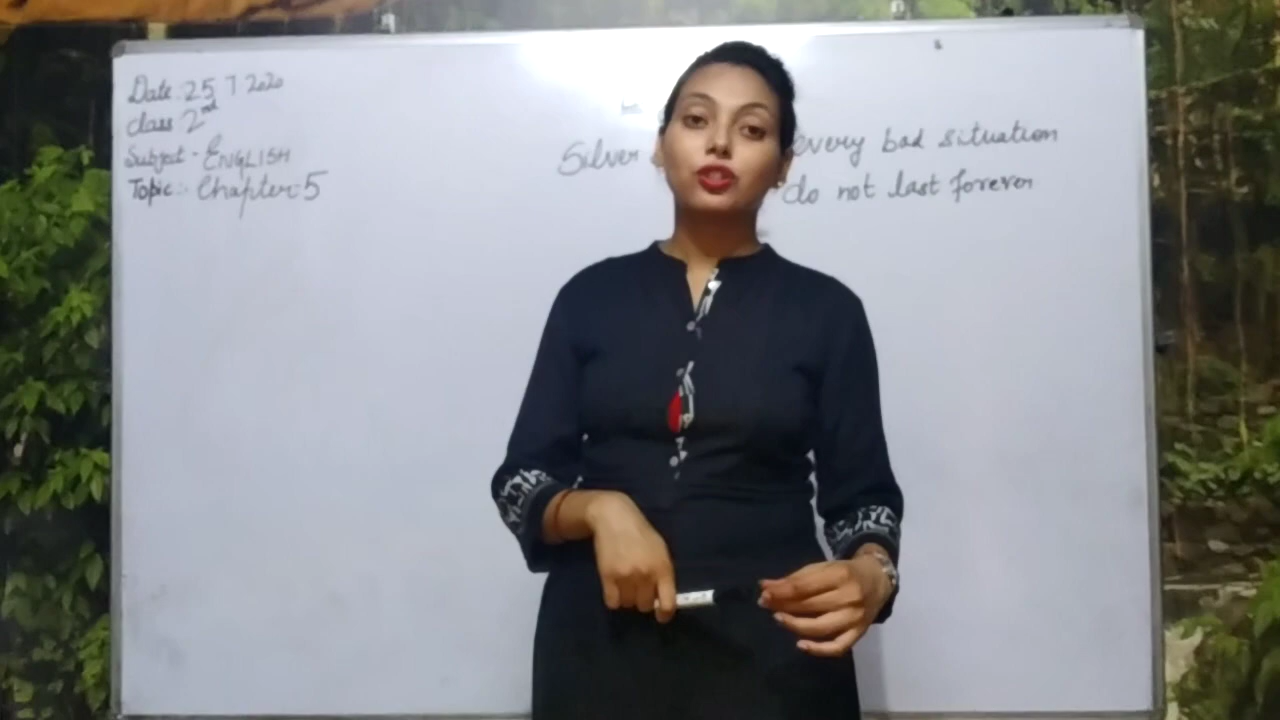 Date : 25 7 2020
Class 2nd
Subject - ENGLISH
Topic :- Chapter 5
Silver every bad situation
do not last forever